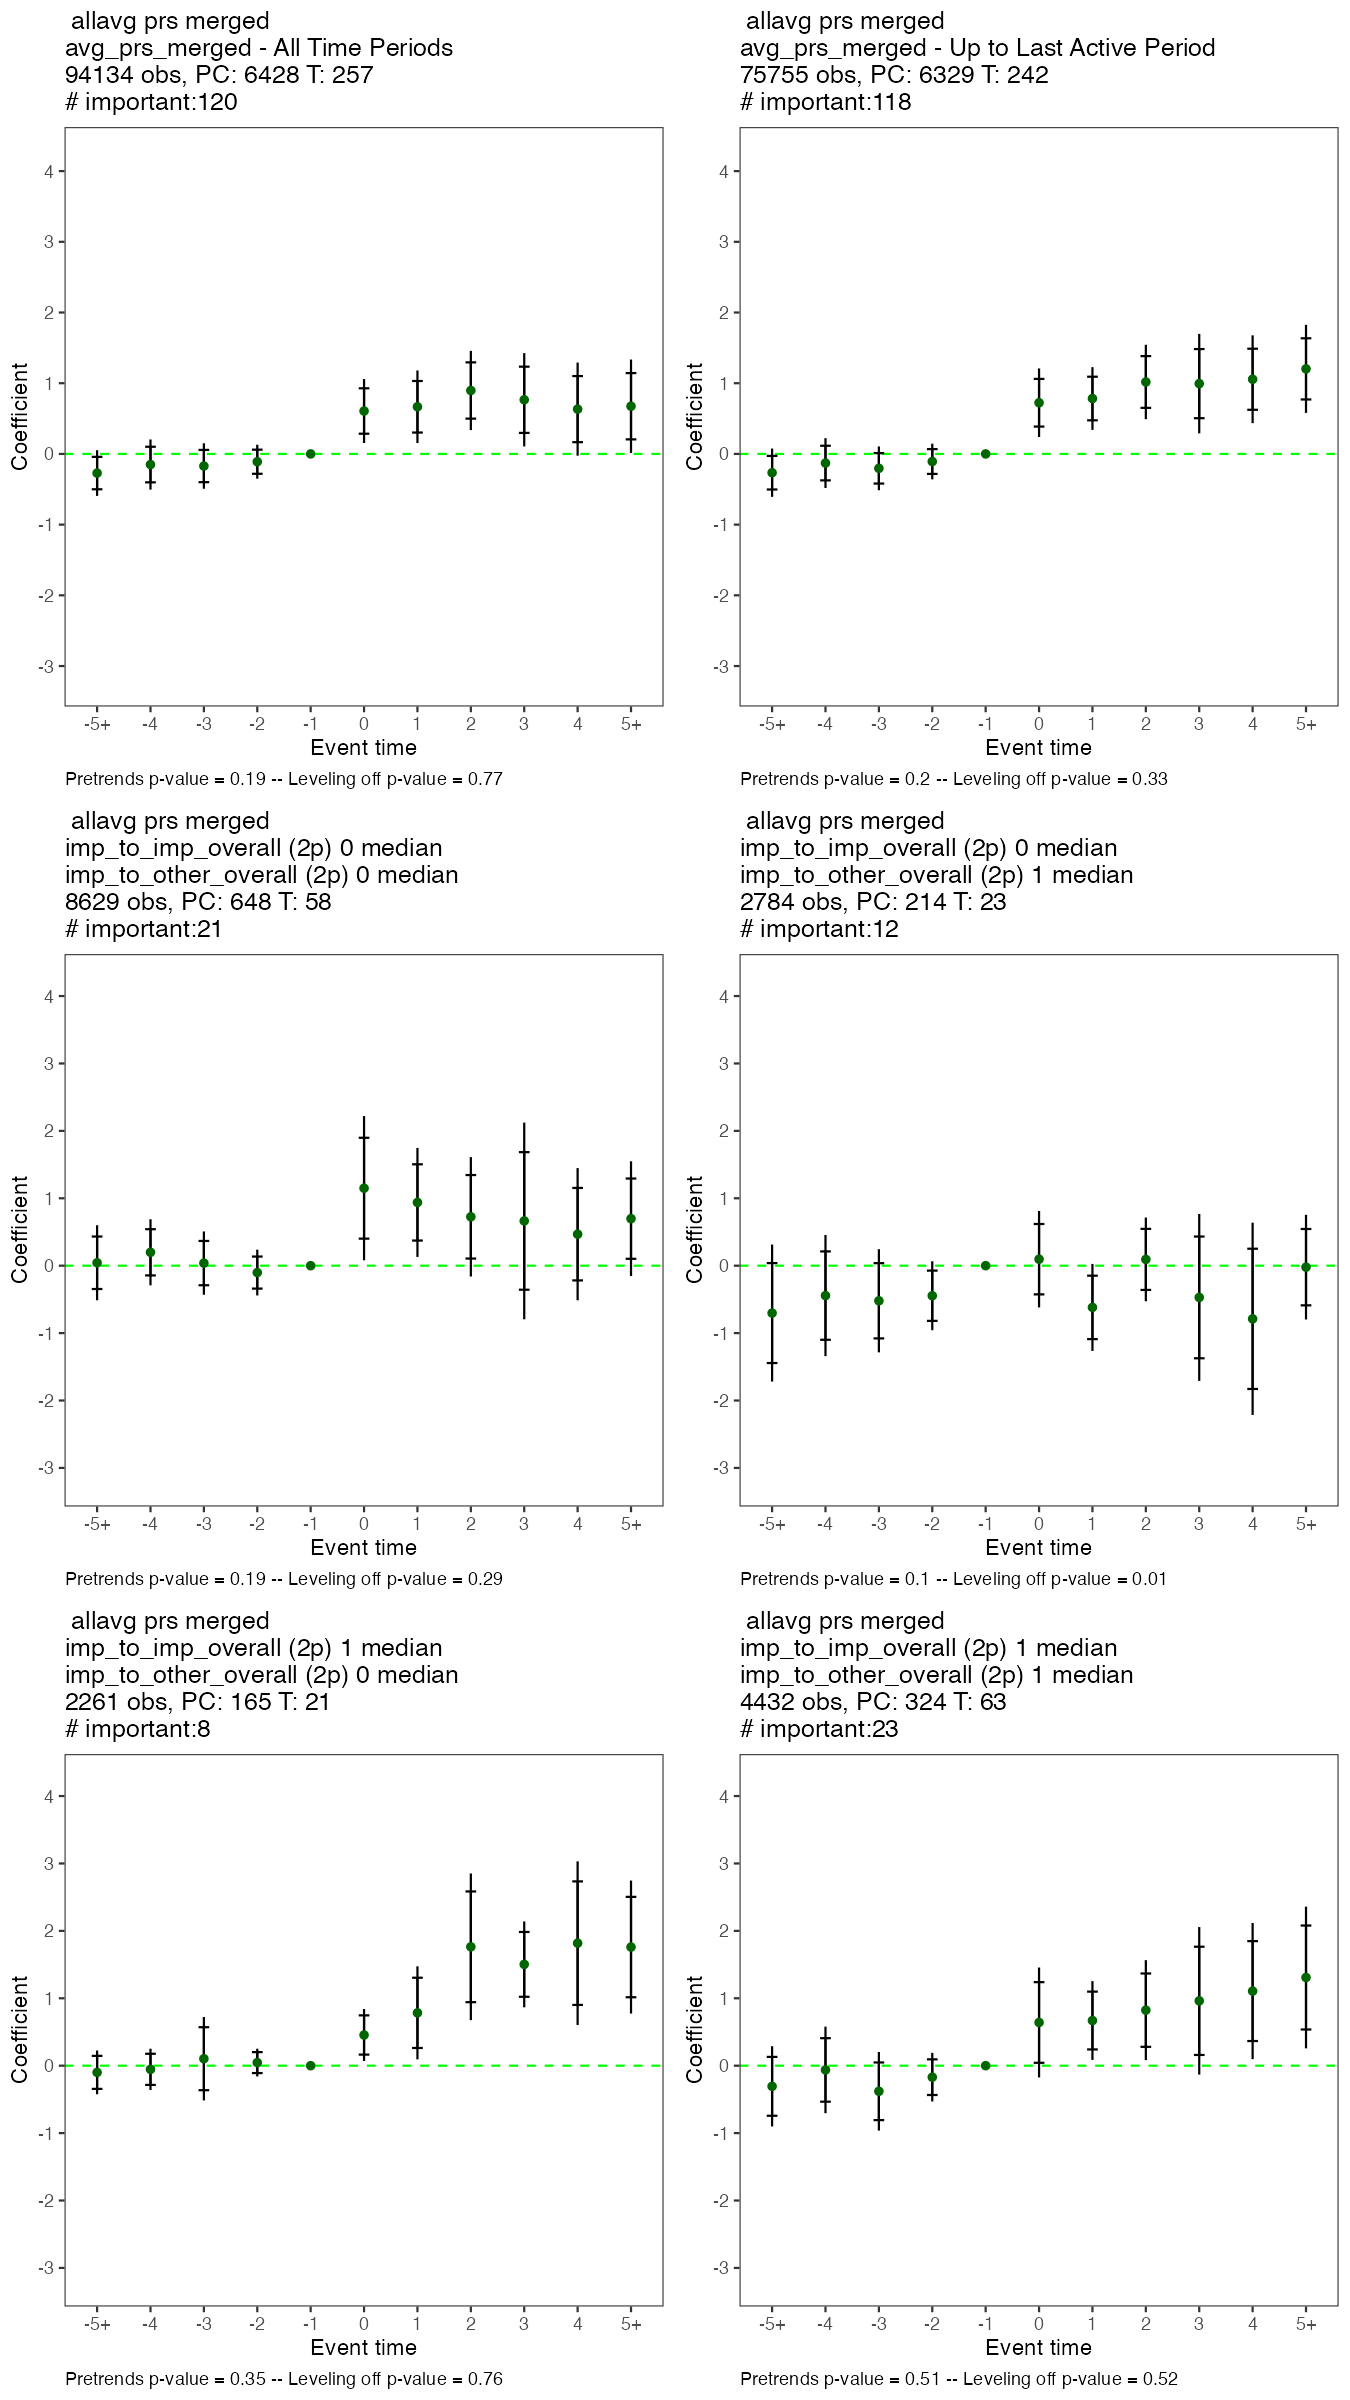 allavg prs merged
avg_prs_merged - All Time Periods
94134 obs, PC: 6428 T: 257
# important:120
4
3
2
1
0
-1
-2
-3
Coefficient
-5+ -4 -3 -2 -1 0 1 2 3 4 5+
Event time
Pretrends p-value = 0.19 -- Leveling off p-value = 0.77
allavg prs merged
avg_prs_merged - Up to Last Active Period
75755 obs, PC: 6329 T: 242
# important:118
4
3
2
1
0
-1
-2
-3
Coefficient
-5+ -4 -3 -2 -1 0 1 2 3 4 5+
Event time
Pretrends p-value = 0.2 -- Leveling off p-value = 0.33
allavg prs merged
imp_to_imp_overall (2p) 0 median
imp_to_other_overall (2p) 0 median
8629 obs, PC: 648 T: 58
# important:21
4
3
2
1
0
-1
-2
-3
Coefficient
-5+ -4 -3 -2 -1 0 1 2 3 4 5+
Event time
Pretrends p-value = 0.19 -- Leveling off p-value = 0.29
allavg prs merged
imp_to_imp_overall (2p) 0 median
imp_to_other_overall (2p) 1 median
2784 obs, PC: 214 T: 23
# important:12
4
3
2
1
0
-1
-2
-3
Coefficient
-5+ -4 -3 -2 -1 0 1 2 3 4 5+
Event time
Pretrends p-value = 0.1 -- Leveling off p-value = 0.01
allavg prs merged
imp_to_imp_overall (2p) 1 median
imp_to_other_overall (2p) 0 median
2261 obs, PC: 165 T: 21
# important:8
4
3
2
1
0
-1
-2
-3
Coefficient
-5+ -4 -3 -2 -1 0 1 2 3 4 5+
Event time
Pretrends p-value = 0.35 -- Leveling off p-value = 0.76
allavg prs merged
imp_to_imp_overall (2p) 1 median
imp_to_other_overall (2p) 1 median
4432 obs, PC: 324 T: 63
# important:23
4
3
2
1
0
-1
-2
-3
Coefficient
-5+ -4 -3 -2 -1 0 1 2 3 4 5+
Event time
Pretrends p-value = 0.51 -- Leveling off p-value = 0.52